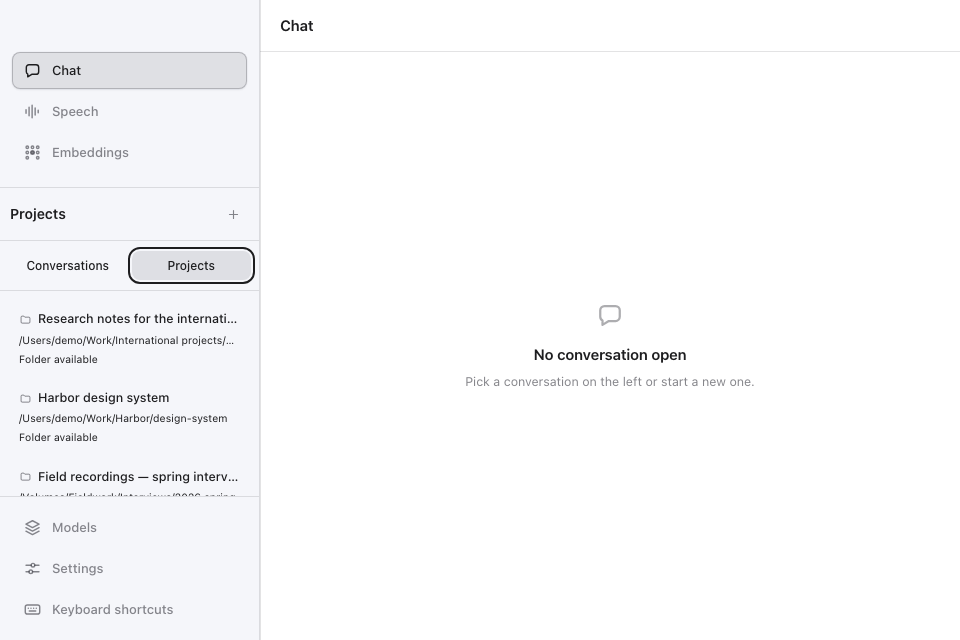 Chat
Chat
Speech
Embeddings
Projects
Conversations
Projects
Research notes for the internati...
/Users/demo/Work/International projects/...
Folder available
Harbor design system
/Users/demo/Work/Harbor/design-system
Folder available
Field recordings — spring interv...
No conversation open
Pick a conversation on the left or start a new one.
Models
Settings
Keyboard shortcuts